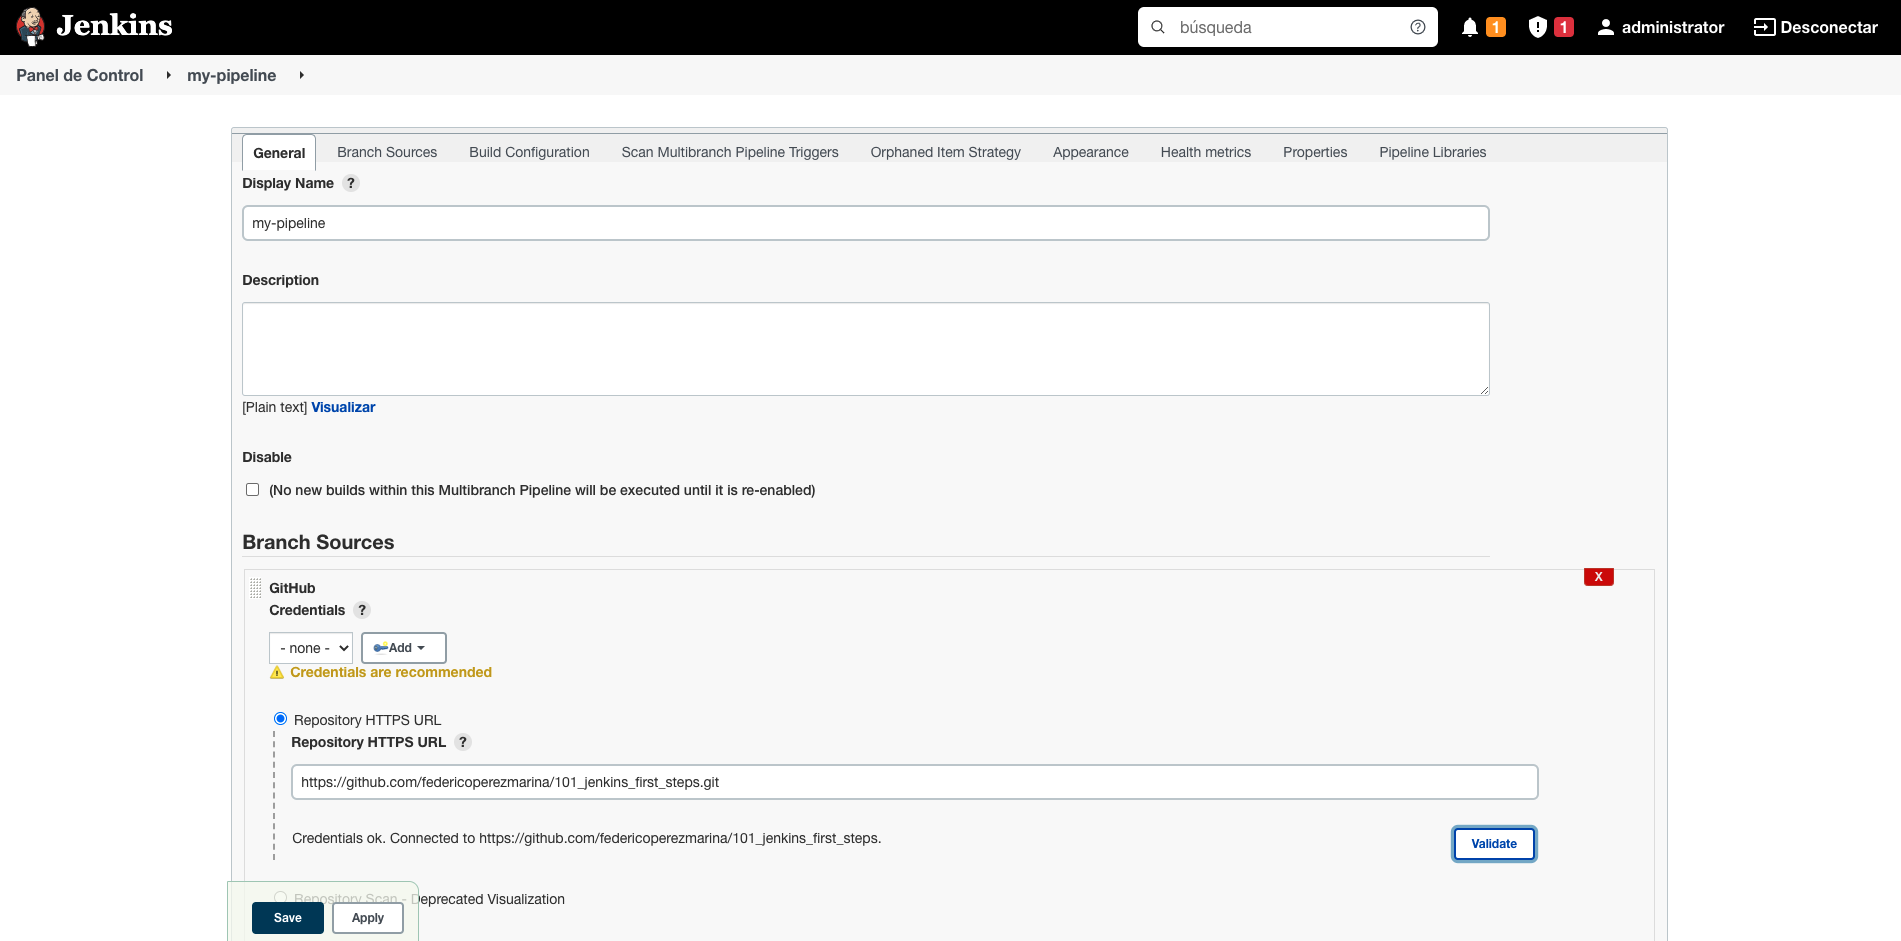 Jenkins
búsqueda
1
1
administrator
Desconectar
Panel de Control
my-pipeline
General
Branch Sources
Build Configuration
Scan Multibranch Pipeline Triggers
Orphaned Item Strategy
Appearance
Health metrics
Properties
Pipeline Libraries
Display Name ?
my-pipeline
Description
[Plain text] Visualizar
Disable
(No new builds within this Multibranch Pipeline will be executed until it is re-enabled)
Branch Sources
X
GitHub
Credentials ?
- none -
Add
Credentials are recommended
Repository HTTPS URL
Repository HTTPS URL ?
https://github.com/federicoperezmarina/101_jenkins_first_steps.git
Credentials ok. Connected to https://github.com/federicoperezmarina/101_jenkins_first_steps.
Validate
Repository Scan - Deprecated Visualization
Save
Apply